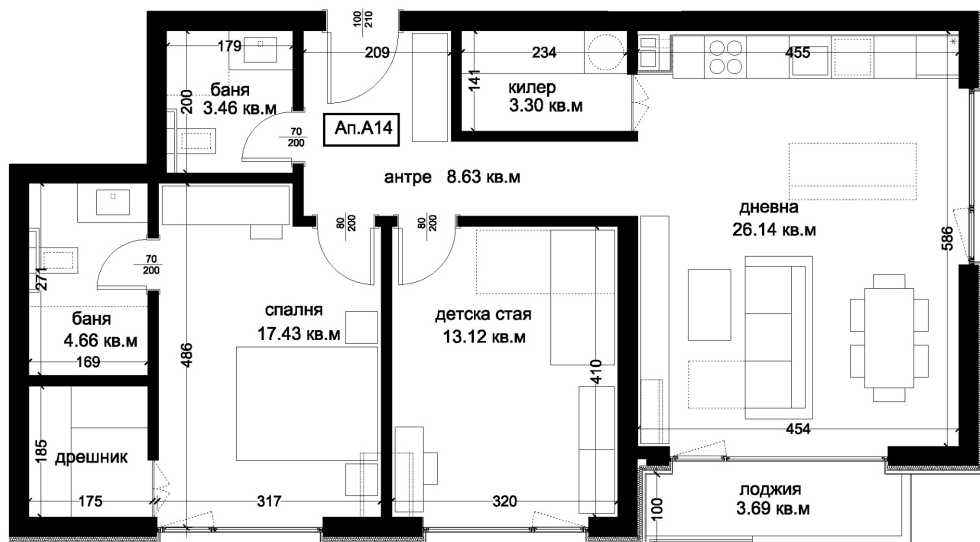 100
210
179
209
234
455
баня
3.46 кв.м
200
141
килер
3.30 кв.м
70
200
Ап.А14
антре 8.63 кв.м
дневна
26.14 кв.м
586
80
200
80
200
271
70
200
баня
4.66 кв.м
169
486
спалня
17.43 кв.м
детска стая
13.12 кв.м
410
454
185
дрешник
175
317
320
100
лоджия
3.69 кв.м